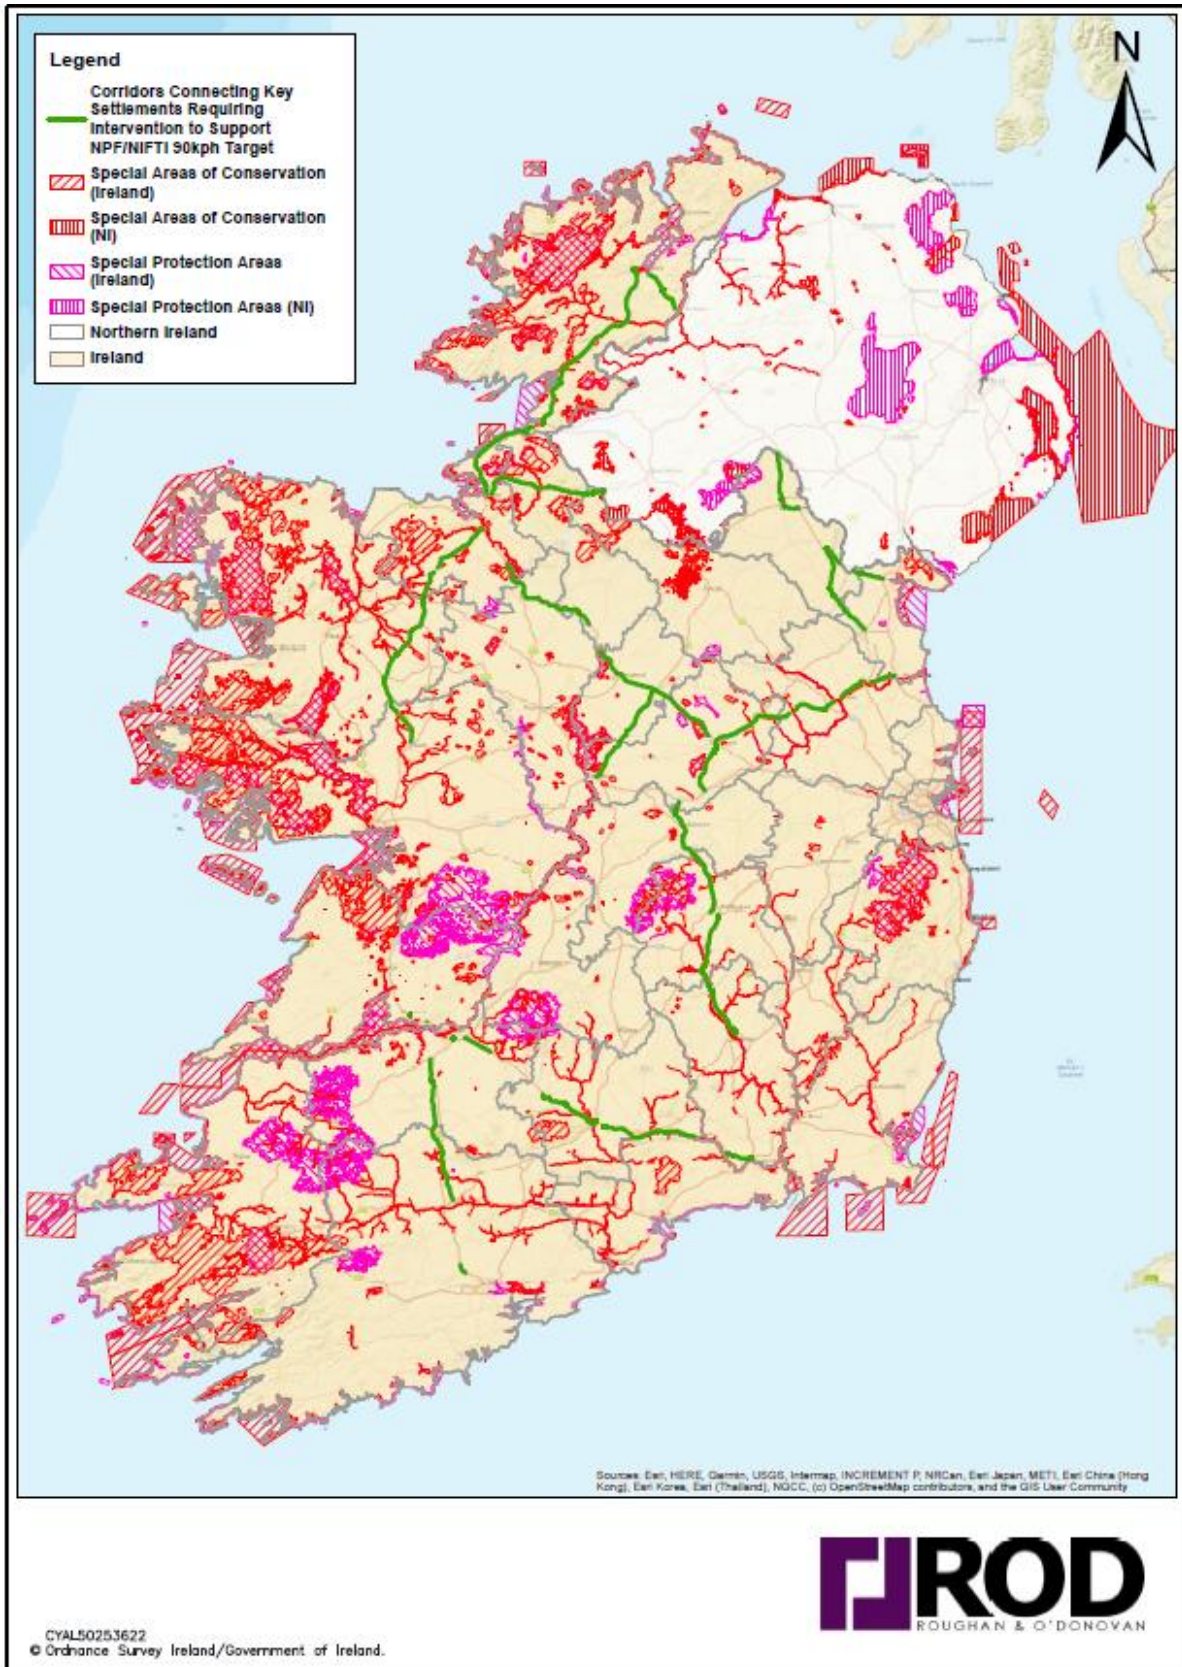 N
Legend
Corridors Connecting Key
Settlements Requiring
Intervention to Support
NPF/NIFTI 90kph Target
Special Areas of Conservation
(Ireland)
Special Areas of Conservation
(NI)
Special Protection Areas
(Ireland)
Special Protection Areas (NI)
Northern Ireland
Ireland
Sources: Esri, HERE, Garmin, USGS, Intermap, INCREMENT P, NRCan, Esri Japan, METI, Esri China (Hong
Kong), Esri Korea, Esri (Thailand), NGCC, (c) OpenStreetMap contributors, and the GIS User Community
ROD
ROUGHAN & O'DONOVAN
CYAL50253622
© Ordnance Survey Ireland/Government of Ireland.